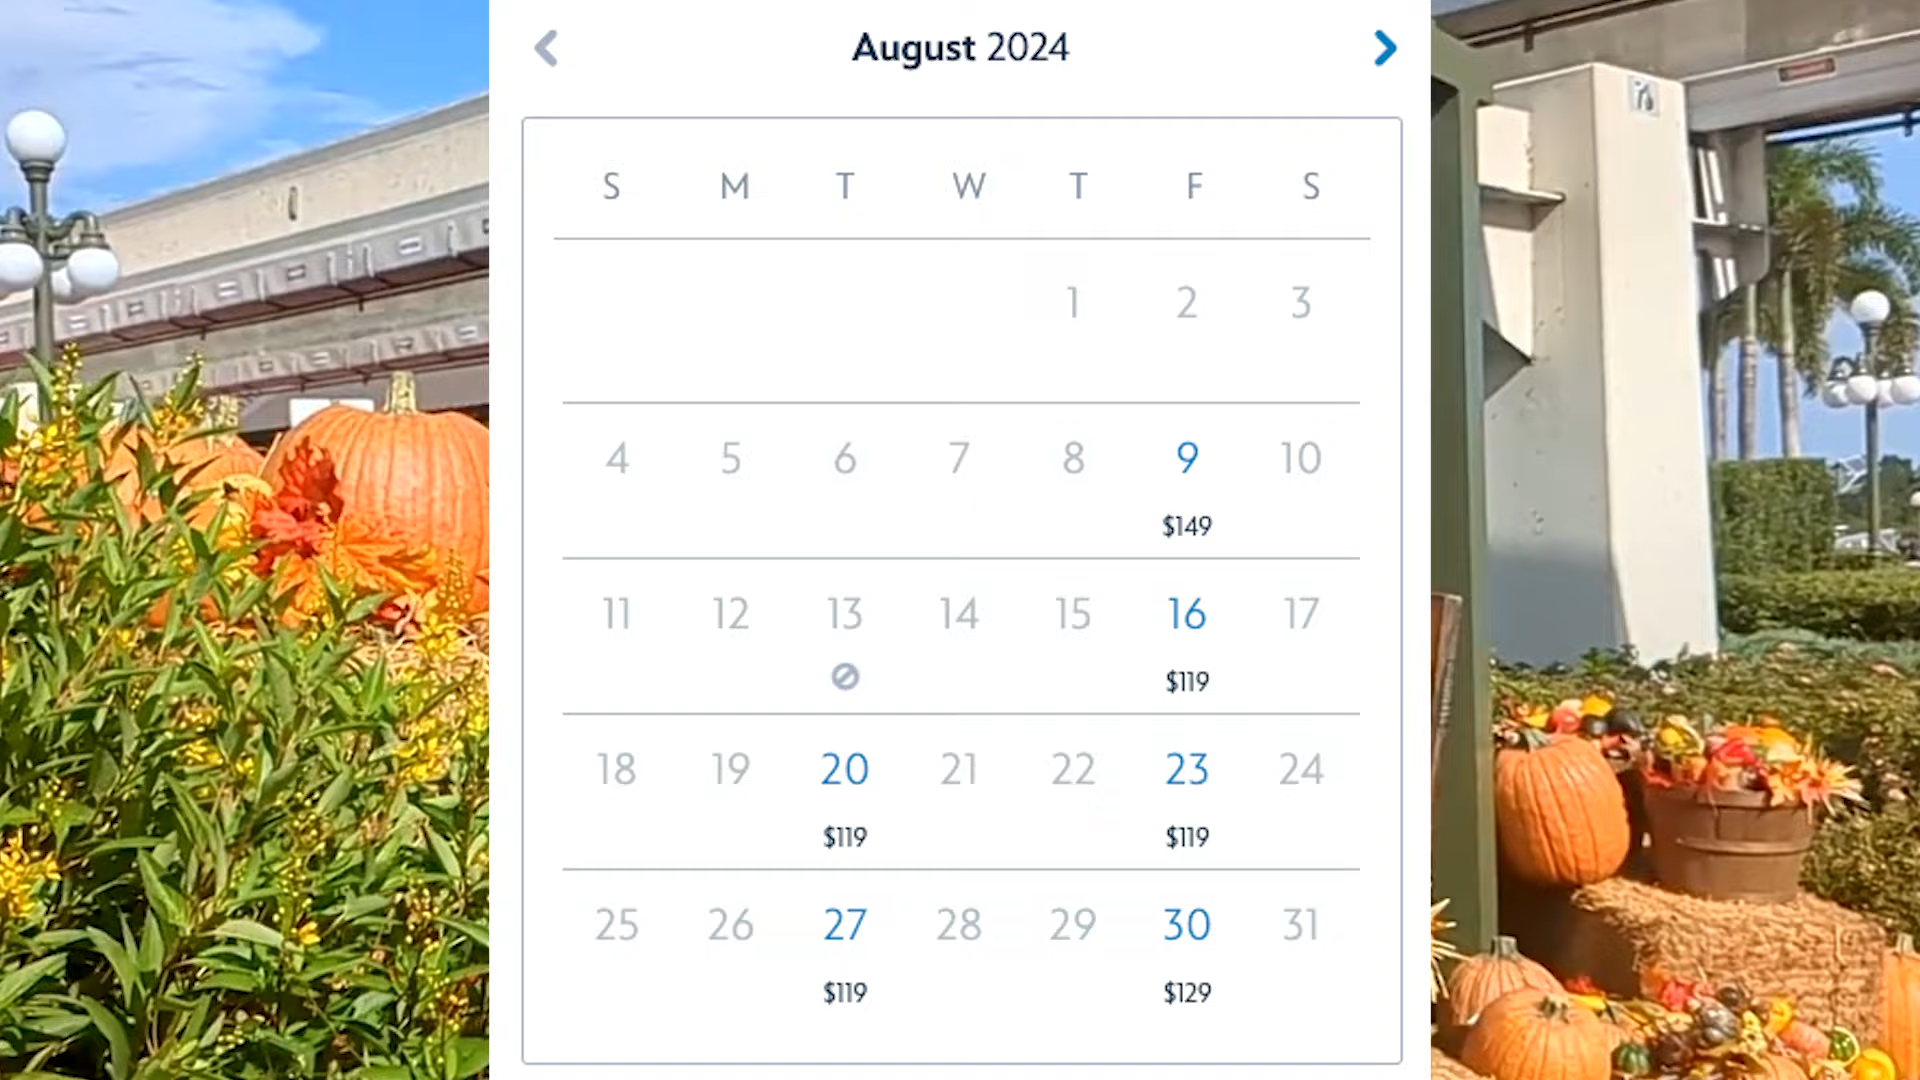 August 2024
S M T W T F S
1 2 3
4 5 6 7 8 9 10
$149
11 12 13 14 15 16 17
$119
18 19 20 21 22 23 24
$119 $119
25 26 27 28 29 30 31
$119 $129